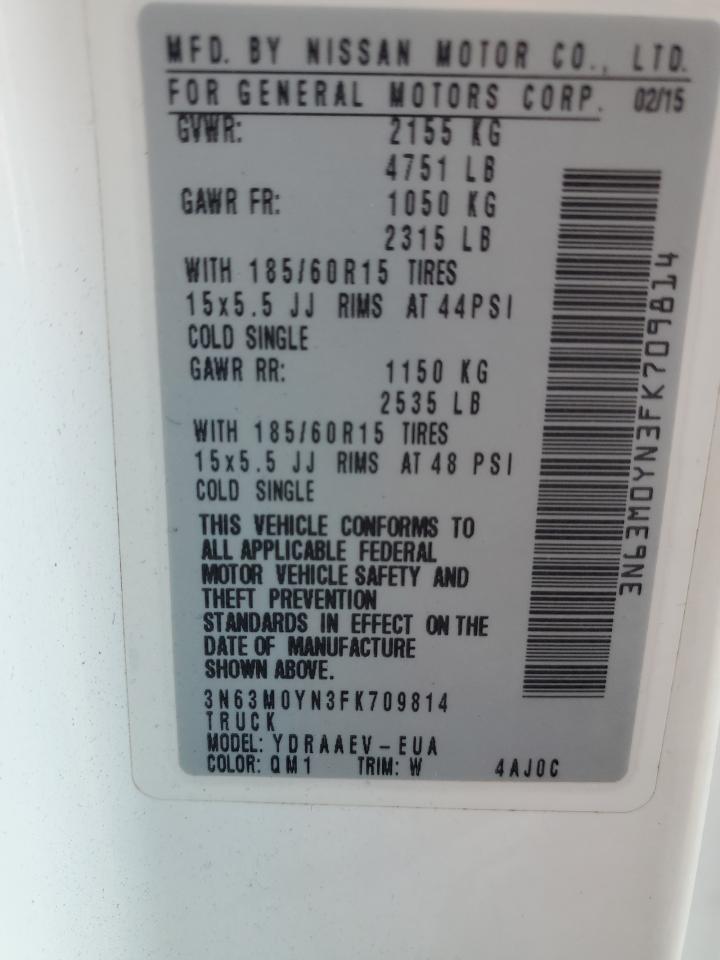 MFD. BY NISSAN MOTOR CO., LTD.
FOR GENERAL MOTORS CORP. 02/15
GVWR: 2155 KG
4751 LB
GAWR FR: 1050 KG
2315 LB
WITH 185/60R15 TIRES
15x5.5 JJ RIMS AT 44PSI
COLD SINGLE
GAWR RR: 1150 KG
2535 LB
WITH 185/60R15 TIRES
15x5.5 JJ RIMS AT 48 PSI
COLD SINGLE
THIS VEHICLE CONFORMS TO
ALL APPLICABLE FEDERAL
MOTOR VEHICLE SAFETY AND
THEFT PREVENTION
STANDARDS IN EFFECT ON THE
DATE OF MANUFACTURE
SHOWN ABOVE.
3N63M0YN3FK709814
TRUCK
MODEL: YDRAAEV-EUA
COLOR: QM1 TRIM: W 4AJ0C
3N63M0YN3FK709814